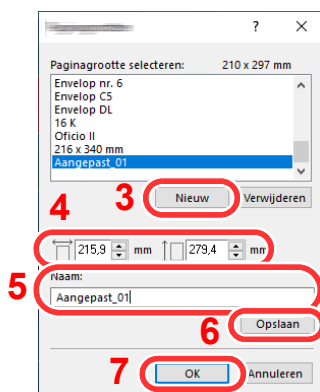 ? ×
Paginagrootte selecteren: 210 x 297 mm
Envelop nr. 6
Envelop C5
Envelop DL
16 K
Oficio II
216 x 340 mm
Aangepast_01
3 Nieuw Verwijderen
4
215,9 mm 279,4 mm
5 Naam:
Aangepast_01
6 Opslaan
7 OK Annuleren